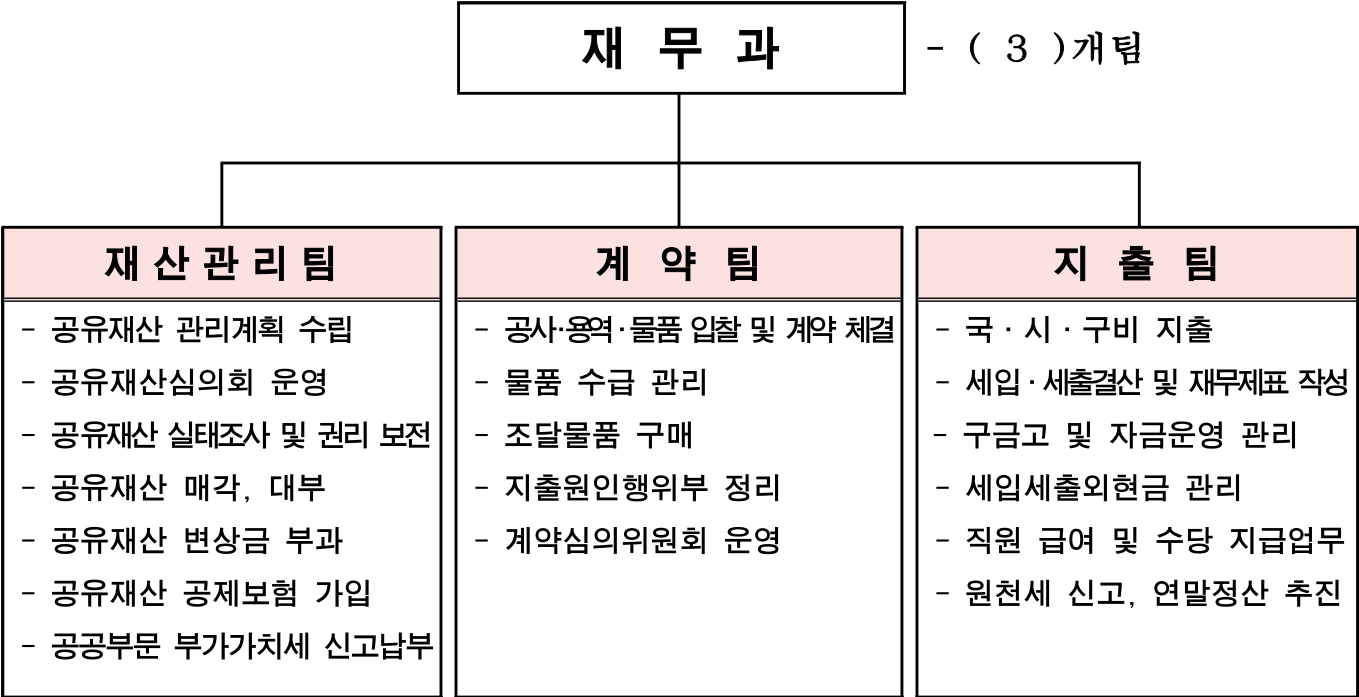 재 무 과
- ( 3 )개팀
재산관리팀
- 공유재산 관리계획 수립
- 공유재산심의회 운영
- 공유재산 실태조사 및 권리 보전
- 공유재산 매각, 대부
- 공유재산 변상금 부과
- 공유재산 공제보험 가입
- 공공부문 부가가치세 신고납부
계 약 팀
- 공사·용역·물품 입찰 및 계약 체결
- 물품 수급 관리
- 조달물품 구매
- 지출원인행위부 정리
- 계약심의위원회 운영
지 출 팀
- 국·시·구비 지출
- 세입·세출결산 및 재무제표 작성
- 구금고 및 자금운영 관리
- 세입세출외현금 관리
- 직원 급여 및 수당 지급업무
- 원천세 신고, 연말정산 추진